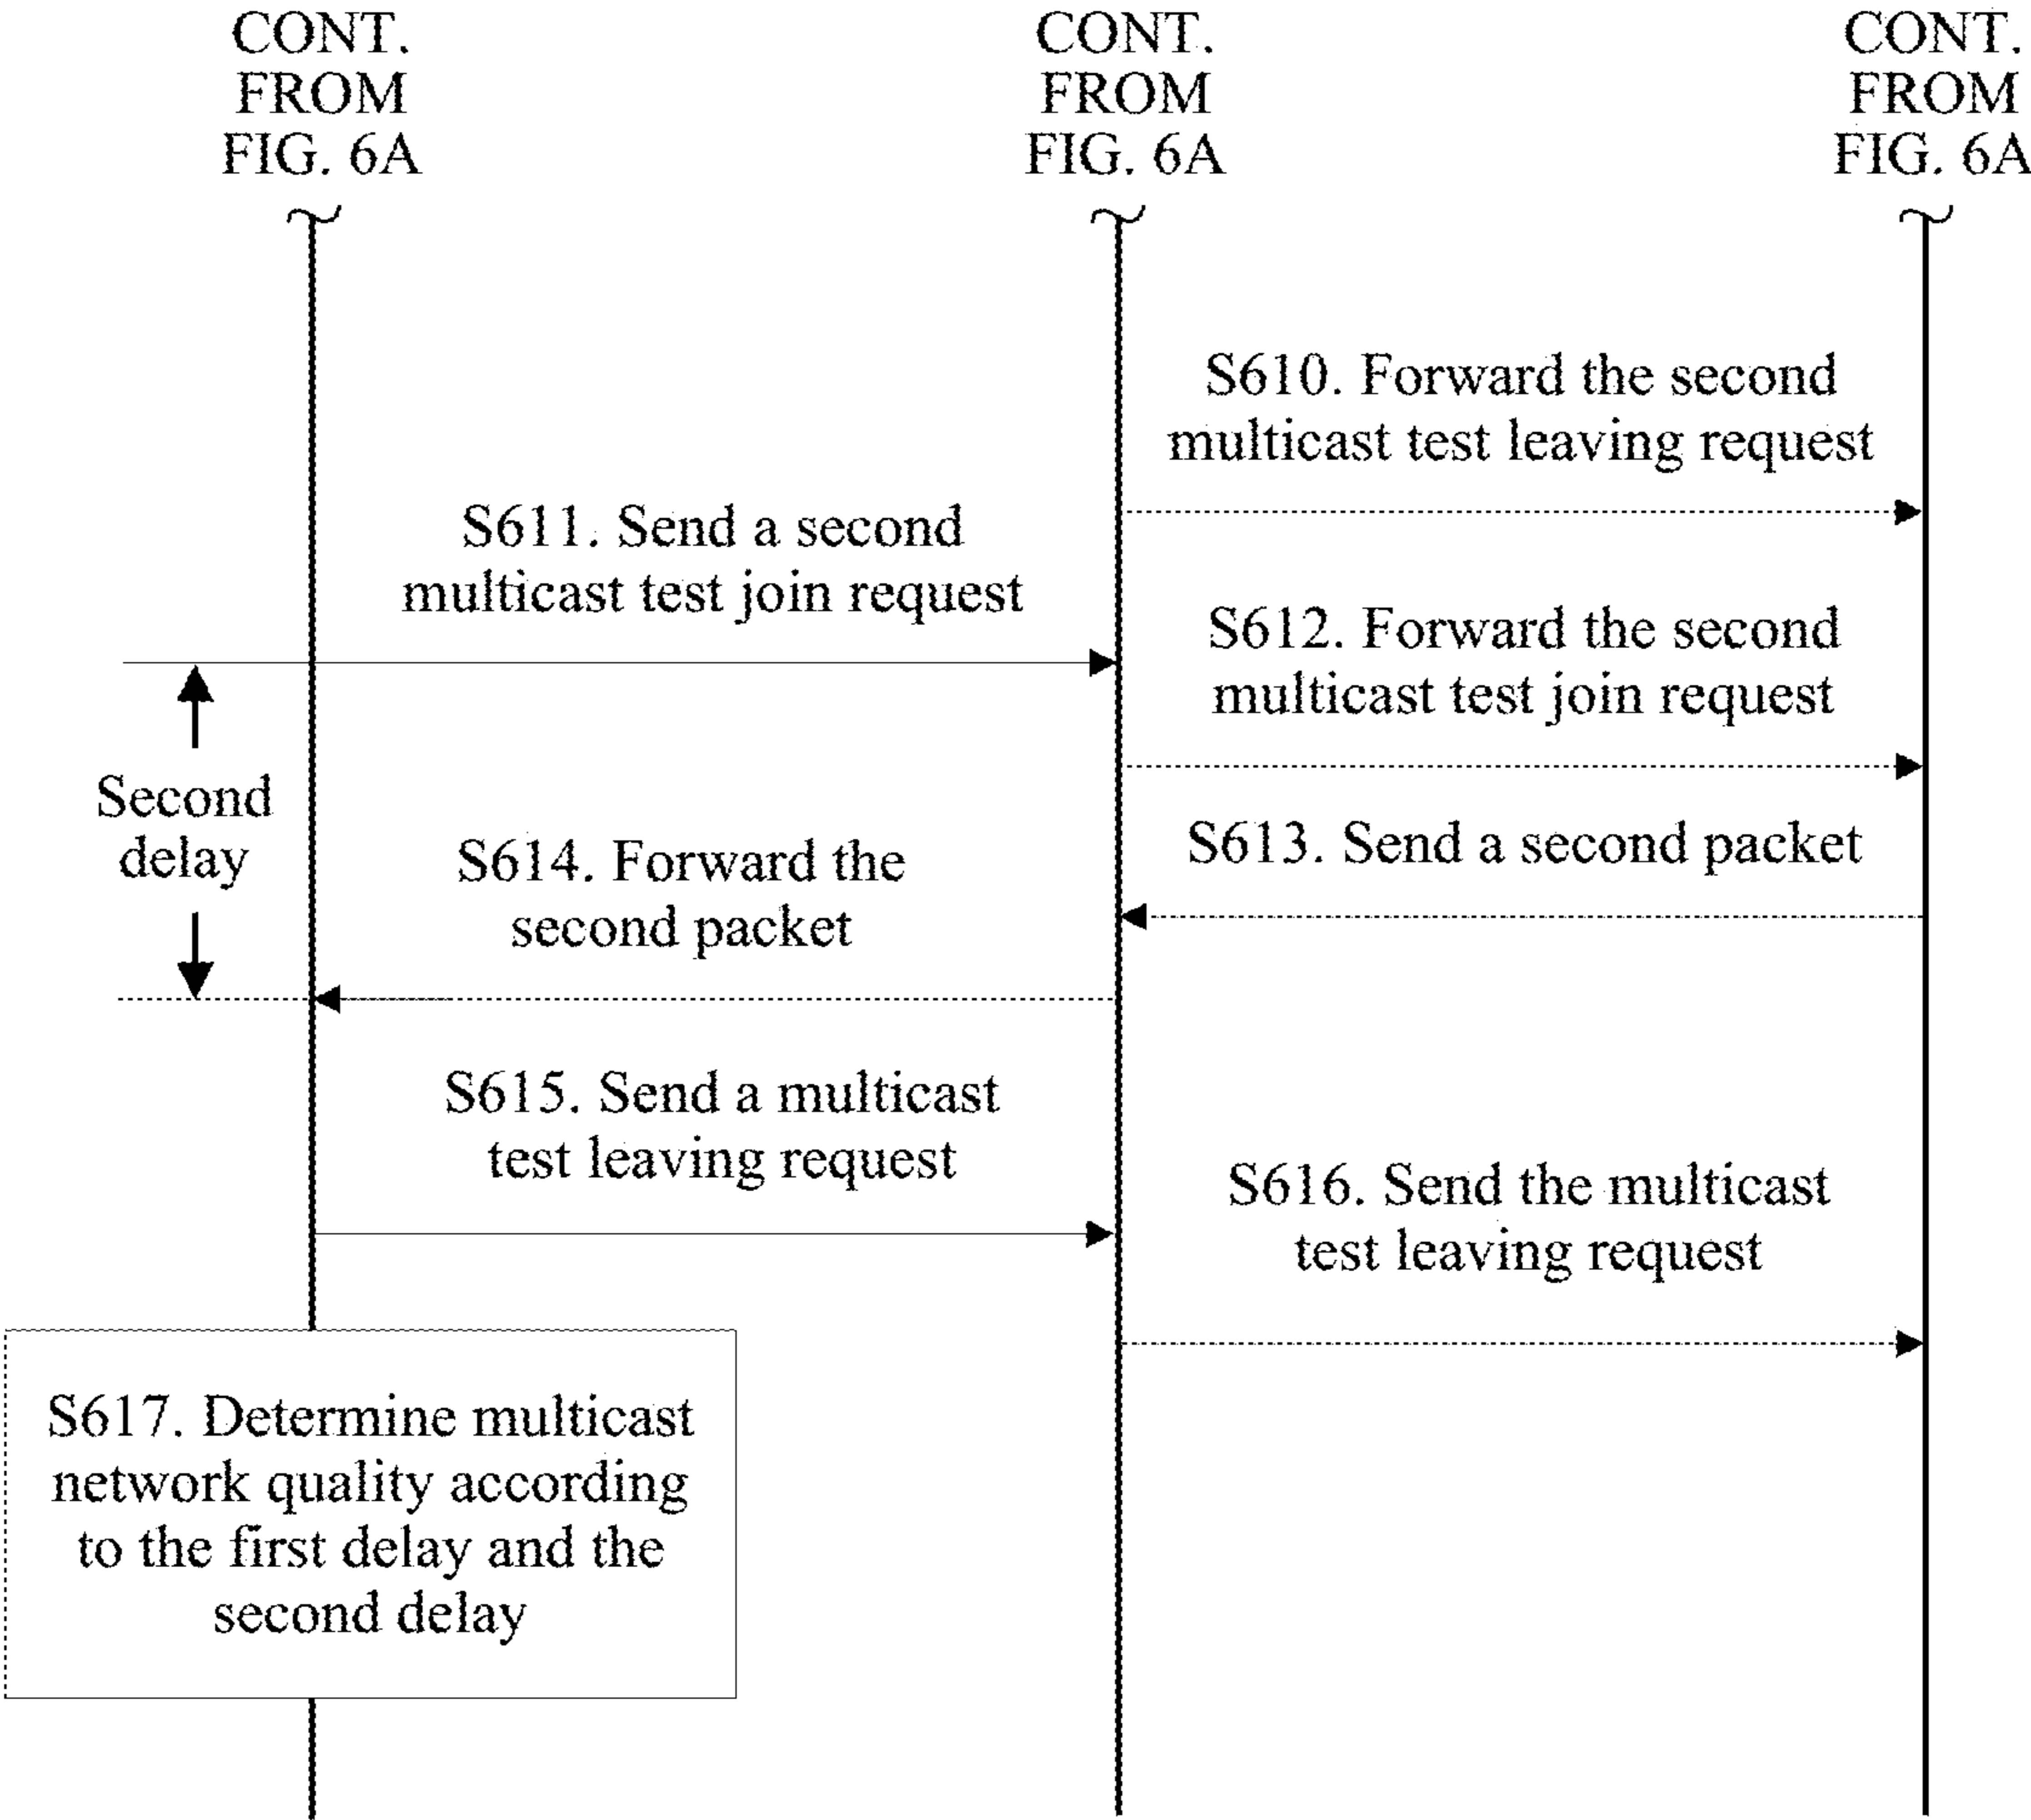 CONT.
FROM
FIG. 6A
CONT.
FROM
FIG. 6A
CONT.
FROM
FIG. 6A
S610. Forward the second
multicast test leaving request
S611. Send a second
multicast test join request
S612. Forward the second
multicast test join request
Second
delay
S613. Send a second packet
S614. Forward the
second packet
S615. Send a multicast
test leaving request
S616. Send the multicast
test leaving request
S617. Determine multicast
network quality according
to the first delay and the
second delay